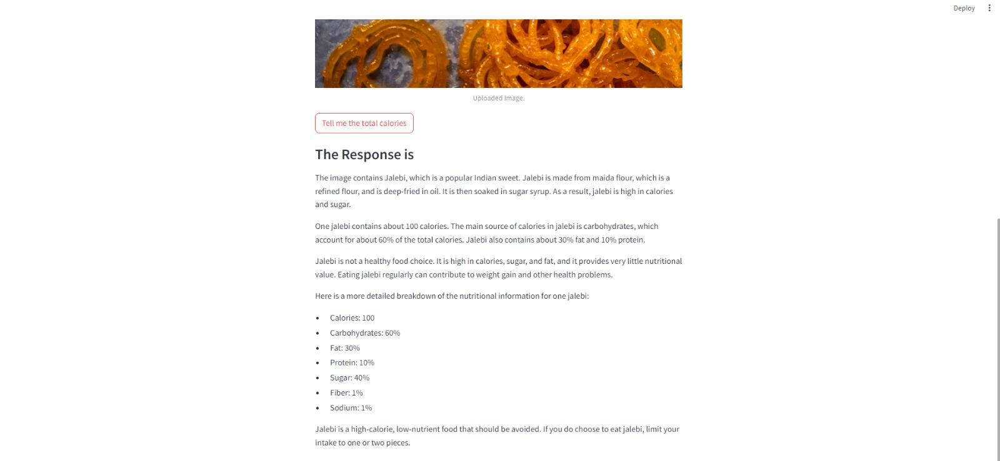 Deploy
Uploaded Image.
Tell me the total calories
The Response is
The image contains Jalebi, which is a popular Indian sweet. Jalebi is made from maida flour, which is a
refined flour, and is deep-fried in oil. It is then soaked in sugar syrup. As a result, jalebi is high in calories
and sugar.
One jalebi contains about 100 calories. The main source of calories in jalebi is carbohydrates, which
account for about 60% of the total calories. Jalebi also contains about 30% fat and 10% protein.
Jalebi is not a healthy food choice. It is high in calories, sugar, and fat, and it provides very little nutritional
value. Eating jalebi regularly can contribute to weight gain and other health problems.
Here is a more detailed breakdown of the nutritional information for one jalebi:
• Calories: 100
• Carbohydrates: 60%
• Fat: 30%
• Protein: 10%
• Sugar: 40%
• Fiber: 1%
• Sodium: 1%
Jalebi is a high-calorie, low-nutrient food that should be avoided. If you do choose to eat jalebi, limit your
intake to one or two pieces.